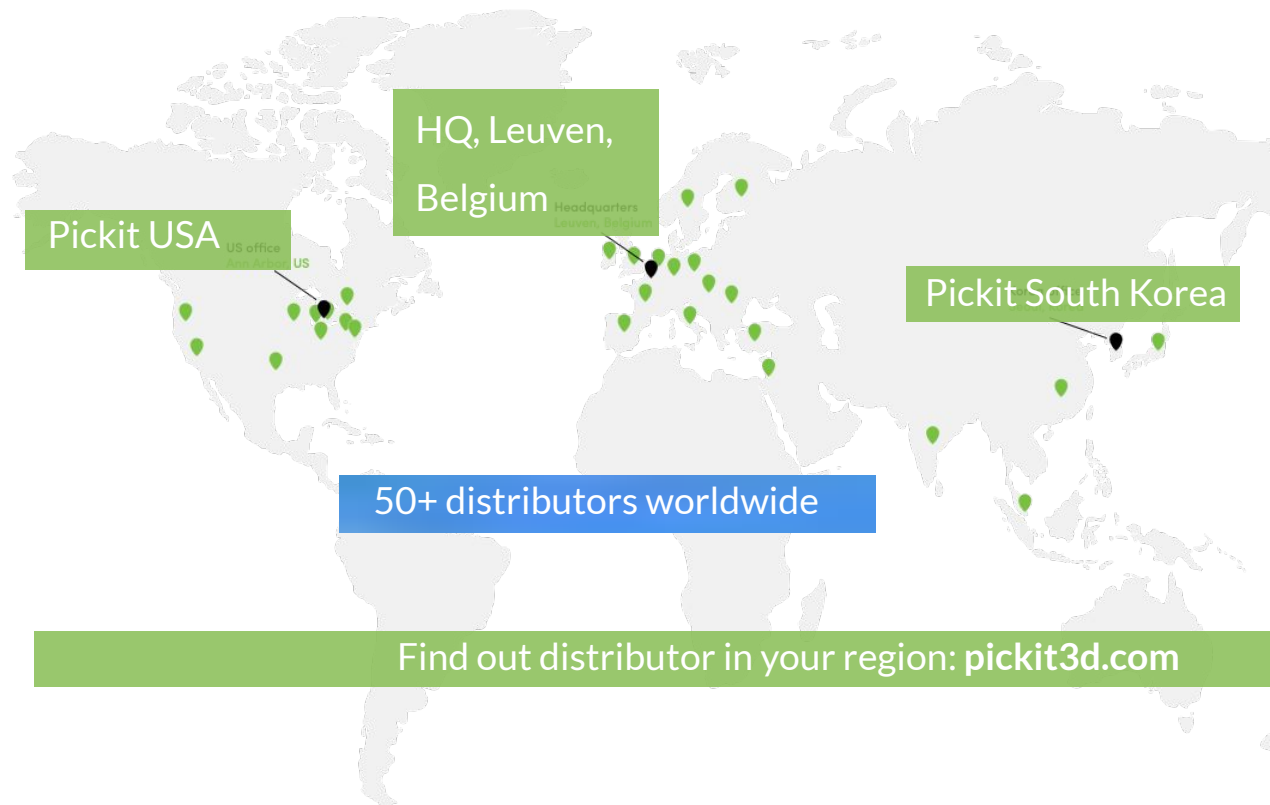 HQ, Leuven,
Belgium
Headquarters
Leuven, Belgium
Pickit USA
US office
Ann Arbor, US
Pickit South Korea
50+ distributors worldwide
Find out distributor in your region: pickit3d.com